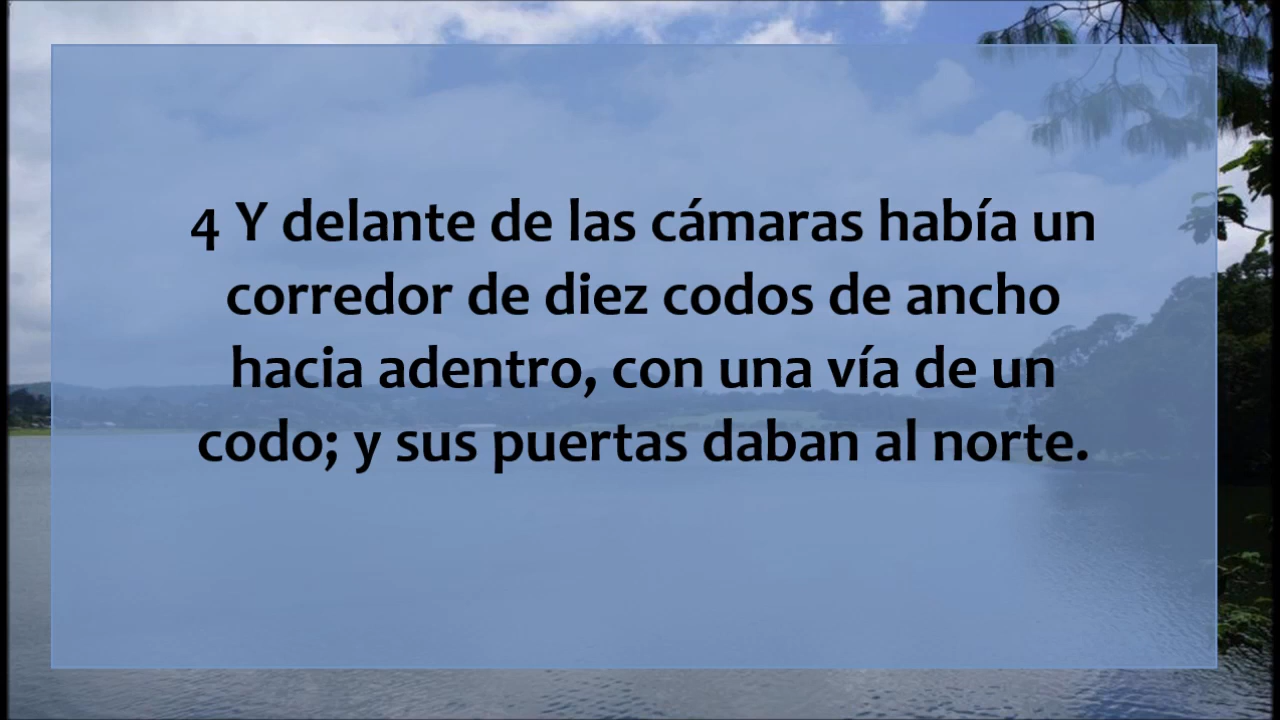 4 Y delante de las cámaras había un
corredor de diez codos de ancho
hacia adentro, con una vía de un
codo; y sus puertas daban al norte.